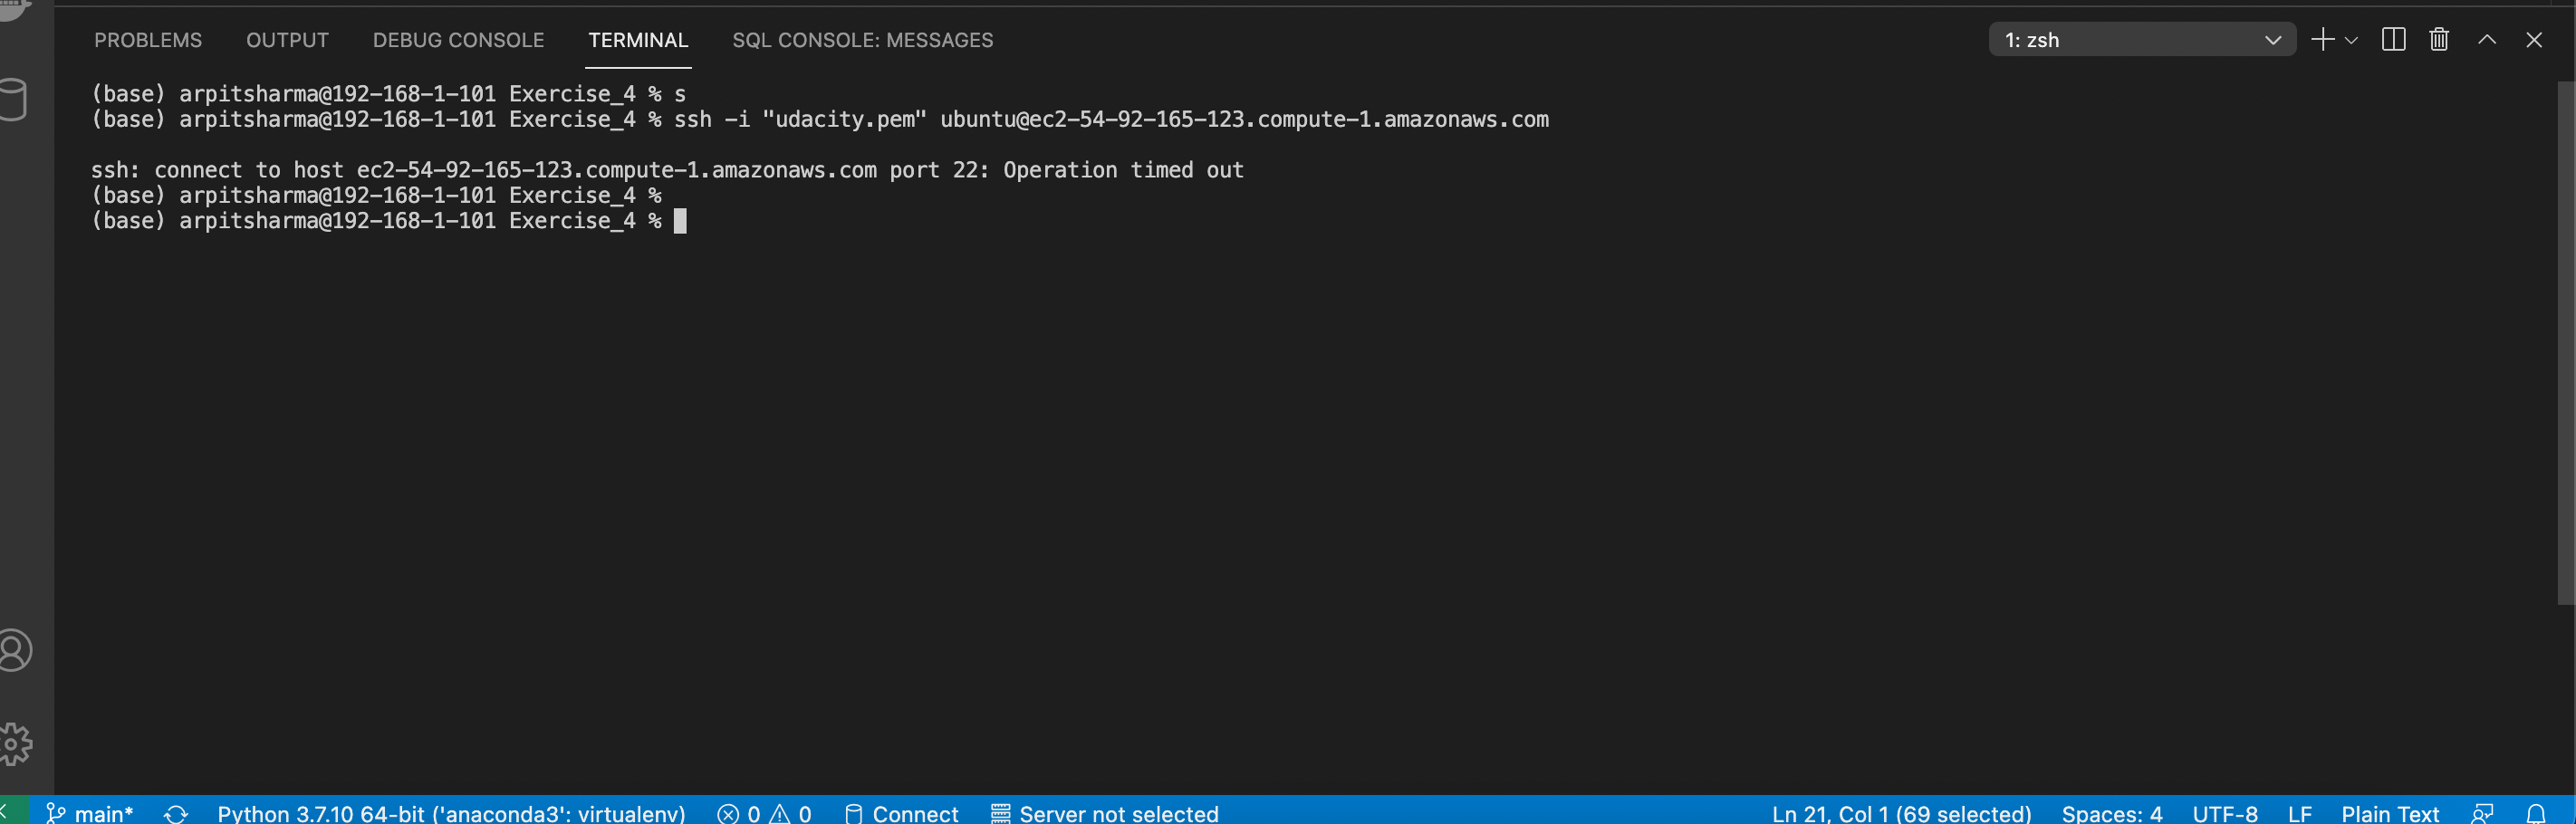 PROBLEMS OUTPUT DEBUG CONSOLE TERMINAL SQL CONSOLE: MESSAGES 1: zsh
(base) arpitsharma@192-168-1-101 Exercise_4 % s
(base) arpitsharma@192-168-1-101 Exercise_4 % ssh -i "udacity.pem" ubuntu@ec2-54-92-165-123.compute-1.amazonaws.com
ssh: connect to host ec2-54-92-165-123.compute-1.amazonaws.com port 22: Operation timed out
(base) arpitsharma@192-168-1-101 Exercise_4 %
(base) arpitsharma@192-168-1-101 Exercise_4 %
main* Python 3.7.10 64-bit ('anaconda3': virtualenv) 0 0 Connect Server not selected Ln 21, Col 1 (69 selected) Spaces: 4 UTF-8 LF Plain Text